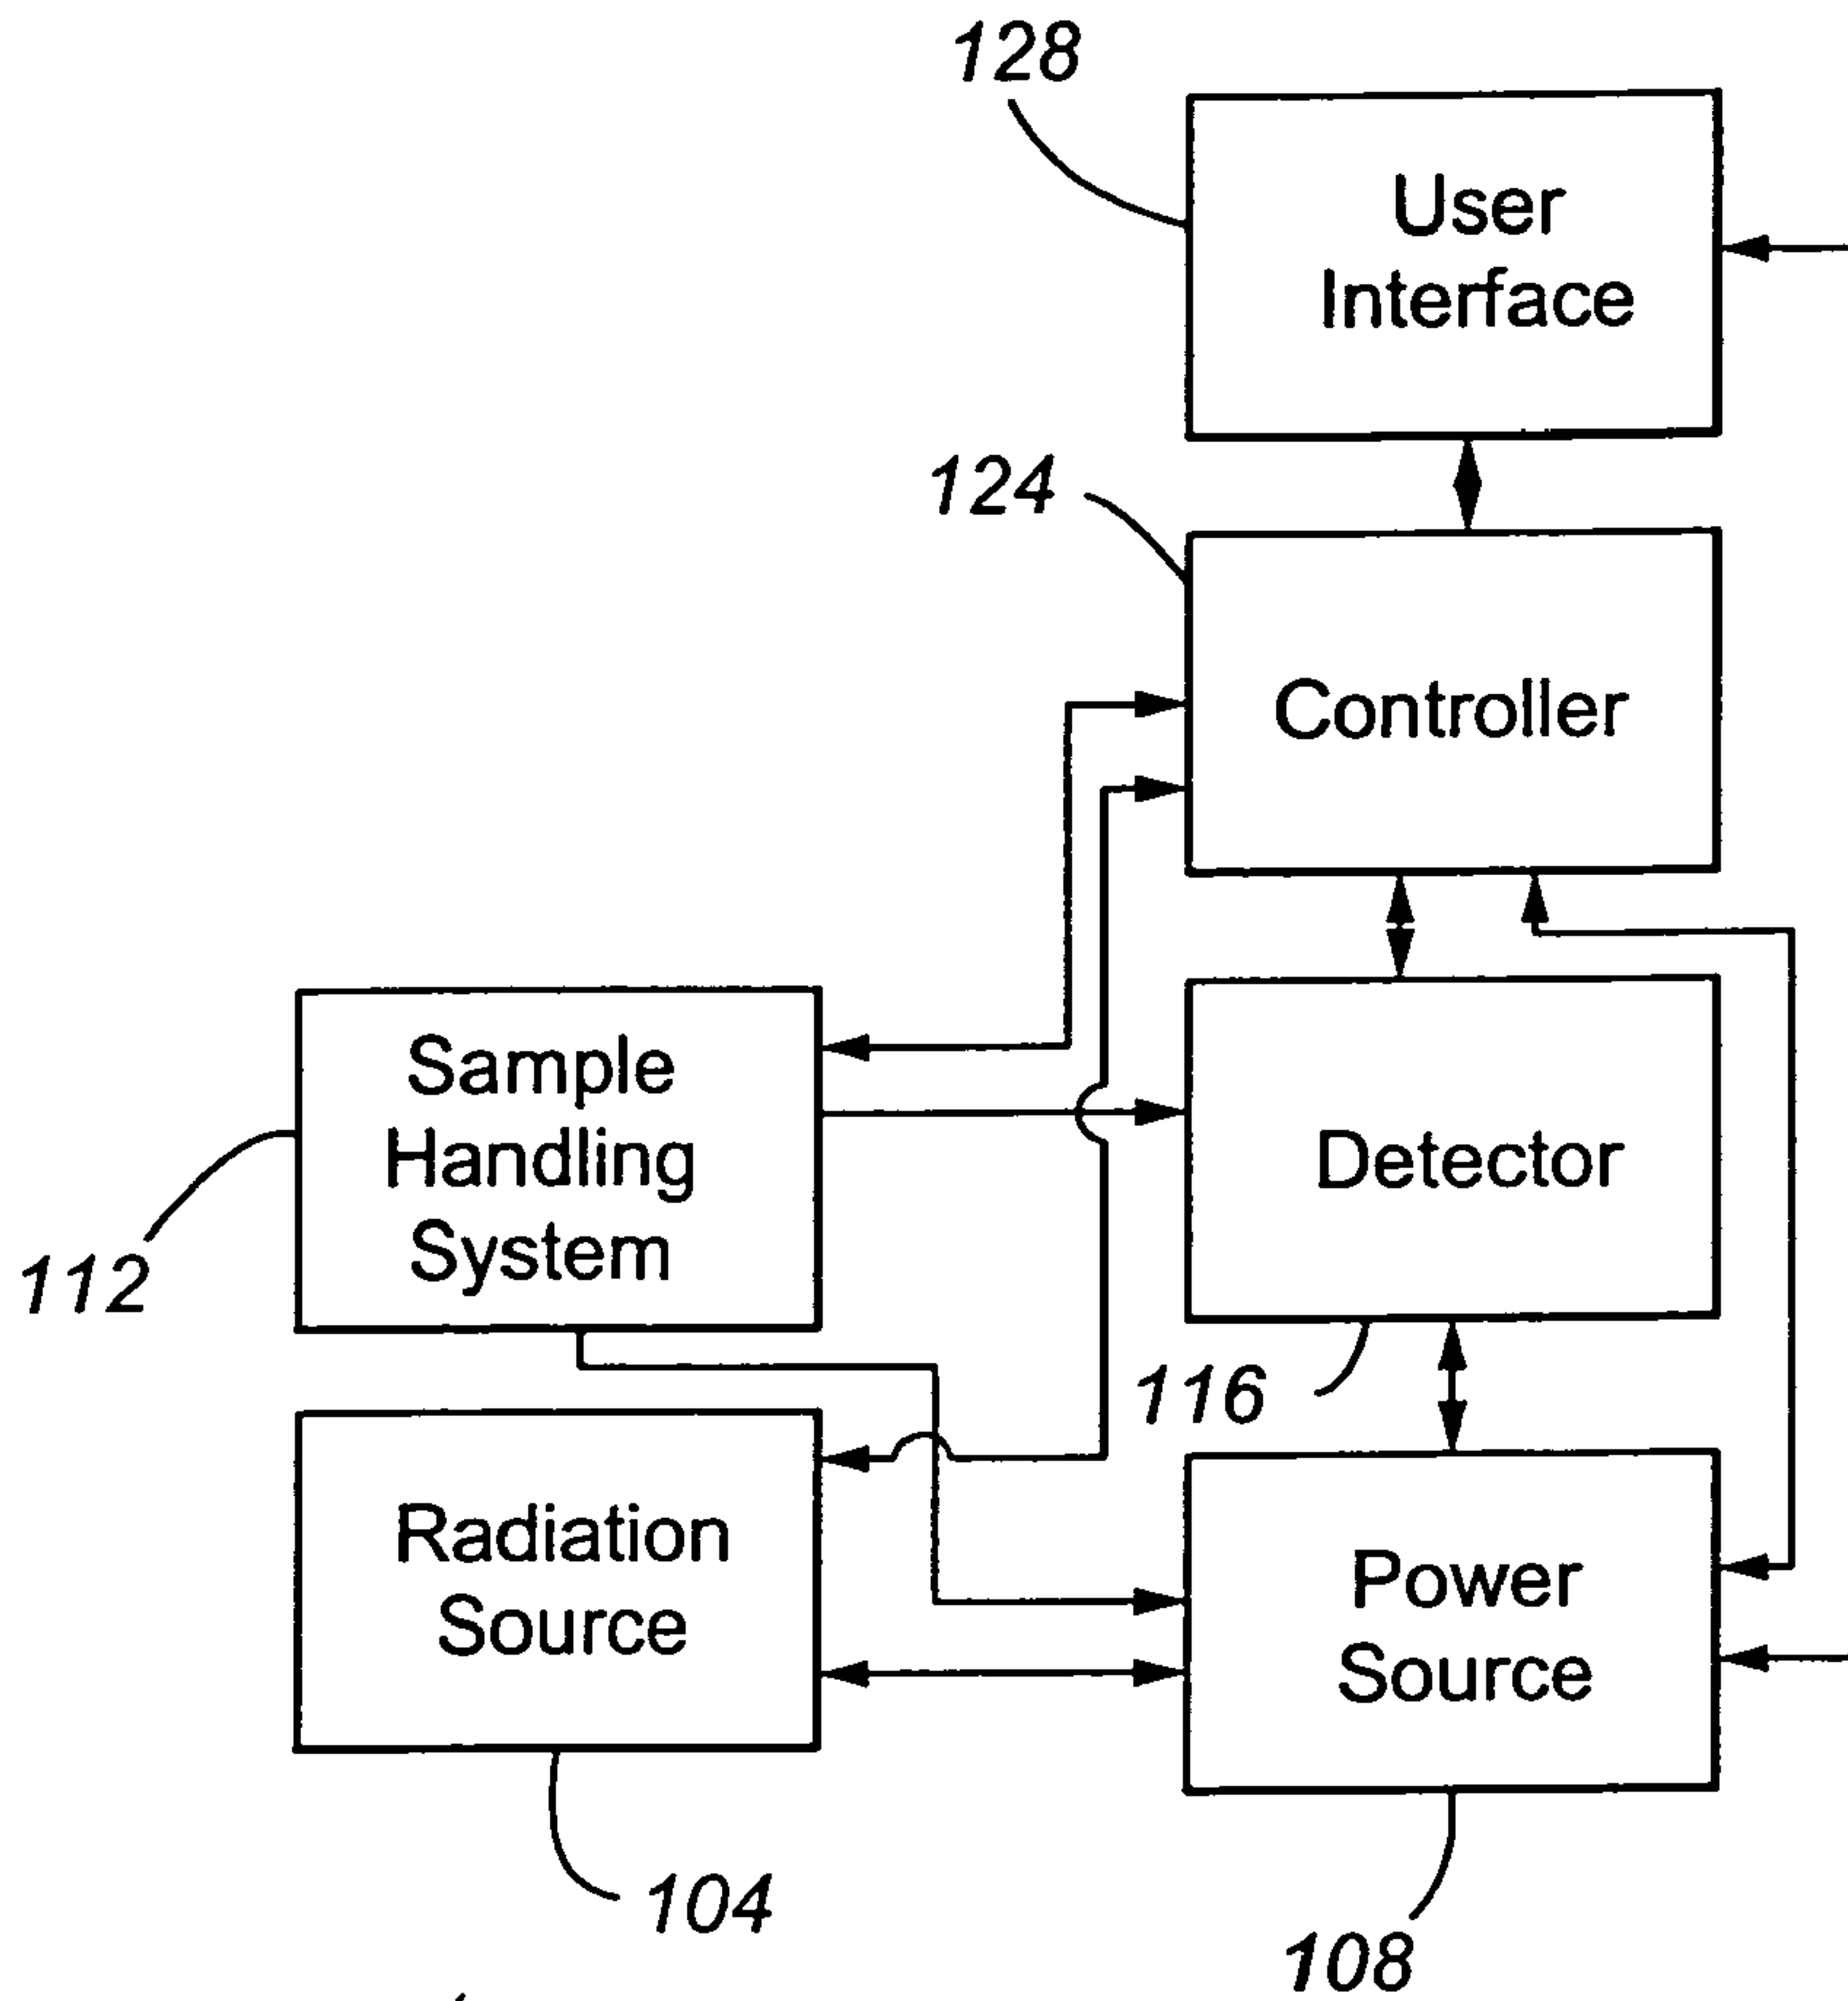 128
User
Interface
124
Controller
Sample
Handling
System
112
Detector
116
Radiation
Source
Power
Source
104
108